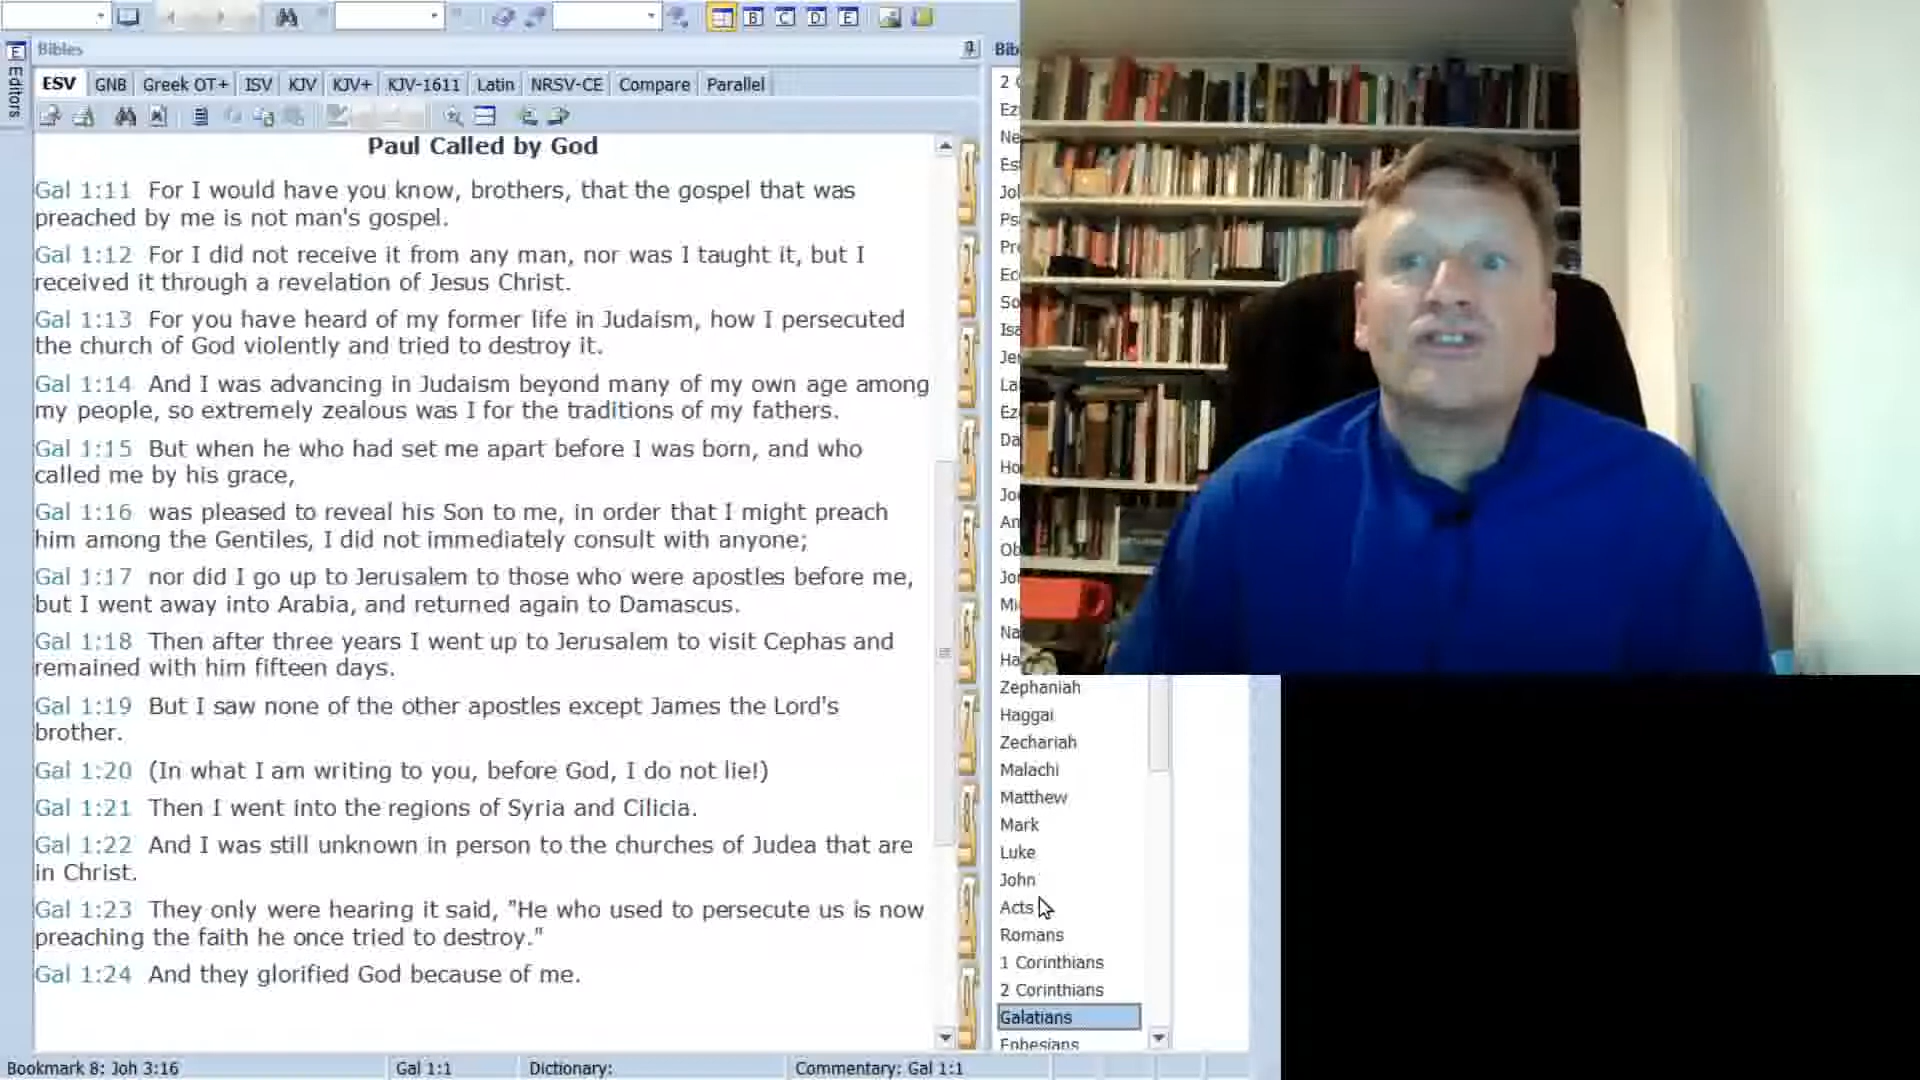 B C D E
Bibles
Bib
Editors
ESV GNB Greek OT+ ISV KJV KJV+ KJV-1611 Latin NRSV-CE Compare Parallel
Paul Called by God
Gal 1:11 For I would have you know, brothers, that the gospel that was
preached by me is not man's gospel.
Gal 1:12 For I did not receive it from any man, nor was I taught it, but I
received it through a revelation of Jesus Christ.
Gal 1:13 For you have heard of my former life in Judaism, how I persecuted
the church of God violently and tried to destroy it.
Gal 1:14 And I was advancing in Judaism beyond many of my own age among
my people, so extremely zealous was I for the traditions of my fathers.
Gal 1:15 But when he who had set me apart before I was born, and who
called me by his grace,
Gal 1:16 was pleased to reveal his Son to me, in order that I might preach
him among the Gentiles, I did not immediately consult with anyone;
Gal 1:17 nor did I go up to Jerusalem to those who were apostles before me,
but I went away into Arabia, and returned again to Damascus.
Gal 1:18 Then after three years I went up to Jerusalem to visit Cephas and
remained with him fifteen days.
Gal 1:19 But I saw none of the other apostles except James the Lord's
brother.
Gal 1:20 (In what I am writing to you, before God, I do not lie!)
Gal 1:21 Then I went into the regions of Syria and Cilicia.
Gal 1:22 And I was still unknown in person to the churches of Judea that are
in Christ.
Gal 1:23 They only were hearing it said, "He who used to persecute us is now
preaching the faith he once tried to destroy."
Gal 1:24 And they glorified God because of me.
Zephaniah
Haggai
Zechariah
Malachi
Matthew
Mark
Luke
John
Acts
Romans
1 Corinthians
2 Corinthians
Galatians
Ephesians
Bookmark 8: Joh 3:16
Gal 1:1
Dictionary:
Commentary: Gal 1:1